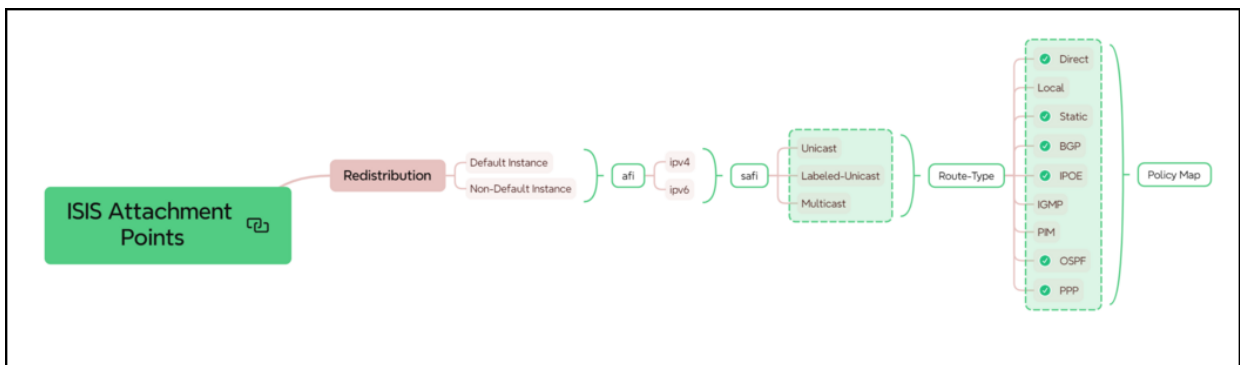 ISIS Attachment
Points
Redistribution
Default Instance
Non-Default Instance
afi
ipv4
ipv6
safi
Unicast
Labeled-Unicast
Multicast
Route-Type
Direct
Local
Static
BGP
IPOE
IGMP
PIM
OSPF
PPP
Policy Map